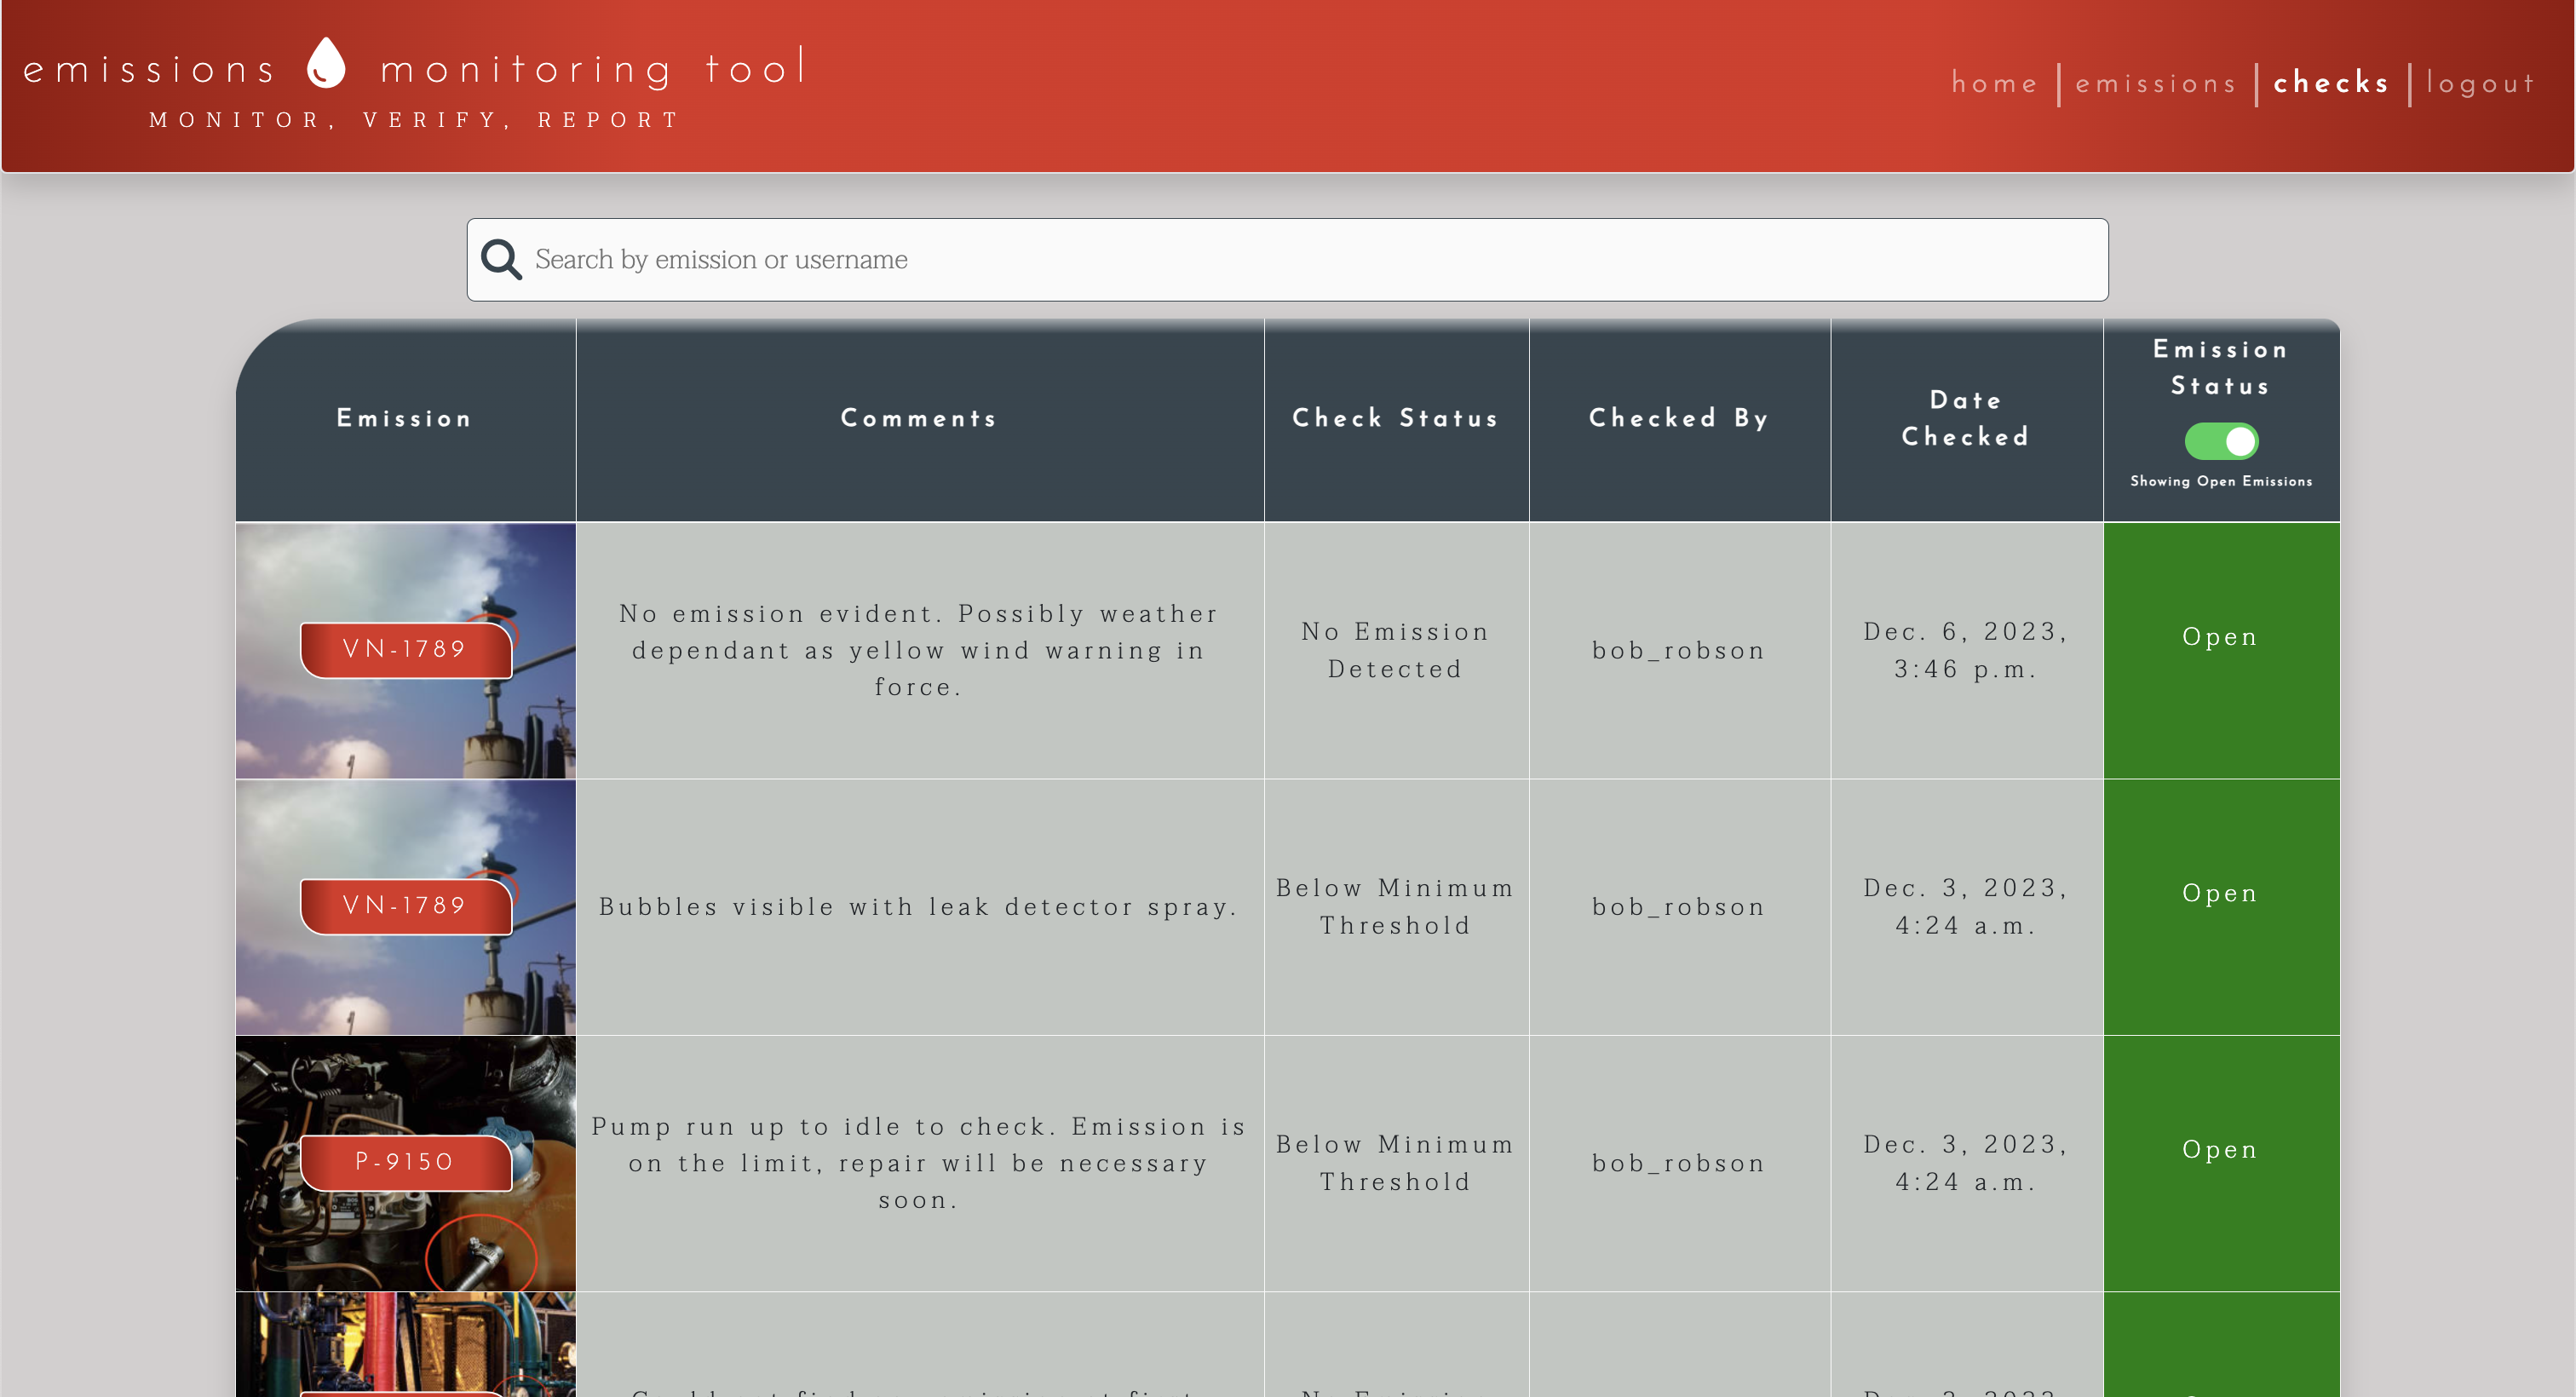 emissions monitoring tool
MONITOR, VERIFY, REPORT
home
emissions
checks
logout
Search by emission or username
Emission
Comments
Check Status
Checked By
Date
Checked
Emission
Status
Showing Open Emissions
VN-1789
No emission evident. Possibly weather
dependant as yellow wind warning in
force.
No Emission
Detected
bob_robson
Dec. 6, 2023,
3:46 p.m.
Open
VN-1789
Bubbles visible with leak detector spray.
Below Minimum
Threshold
bob_robson
Dec. 3, 2023,
4:24 a.m.
Open
P-9150
Pump run up to idle to check. Emission is
on the limit, repair will be necessary
soon.
Below Minimum
Threshold
bob_robson
Dec. 3, 2023,
4:24 a.m.
Open